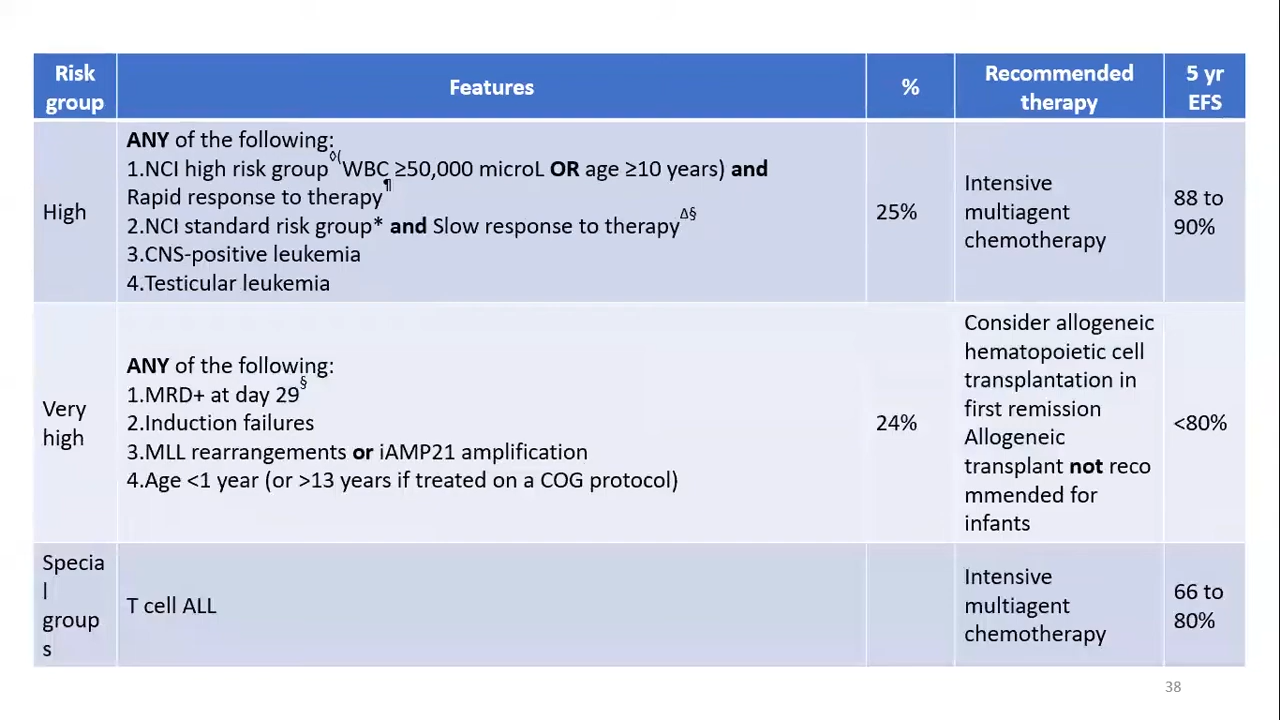 Risk
group
Features
%
Recommended
therapy
5 yr
EFS
High
ANY of the following:
1.NCI high risk group◊(WBC ≥50,000 microL OR age ≥10 years) and
Rapid response to therapy¶
2.NCI standard risk group* and Slow response to therapyΔ§
3.CNS-positive leukemia
4.Testicular leukemia
25%
Intensive
multiagent
chemotherapy
88 to
90%
Very
high
ANY of the following:
1.MRD+ at day 29§
2.Induction failures
3.MLL rearrangements or iAMP21 amplification
4.Age <1 year (or >13 years if treated on a COG protocol)
24%
Consider allogeneic
hematopoietic cell
transplantation in
first remission
Allogeneic
transplant not reco
mmended for
infants
<80%
Specia
l
group
s
T cell ALL
Intensive
multiagent
chemotherapy
66 to
80%
38